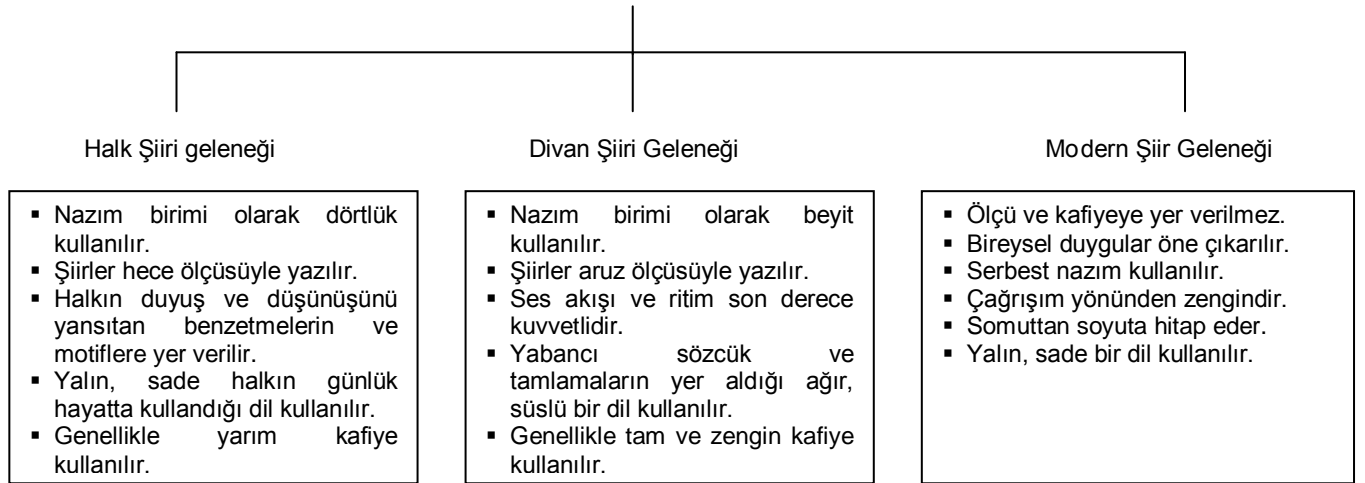 Halk Şiiri geleneği
▪ Nazım birimi olarak dörtlük
kullanılır.
▪ Şiirler hece ölçüsüyle yazılır.
▪ Halkın duyuş ve düşünüşünü
yansıtan benzetmelerin ve
motiflere yer verilir.
▪ Yalın, sade halkın günlük
hayatta kullandığı dil kullanılır.
▪ Genellikle yarım kafiye
kullanılır.
Divan Şiiri Geleneği
▪ Nazım birimi olarak beyit
kullanılır.
▪ Şiirler aruz ölçüsüyle yazılır.
▪ Ses akışı ve ritim son derece
kuvvetlidir.
▪ Yabancı sözcük ve
tamlamaların yer aldığı ağır,
süslü bir dil kullanılır.
▪ Genellikle tam ve zengin kafiye
kullanılır.
Modern Şiir Geleneği
▪ Ölçü ve kafiyeye yer verilmez.
▪ Bireysel duygular öne çıkarılır.
▪ Serbest nazım kullanılır.
▪ Çağrışım yönünden zengindir.
▪ Somuttan soyuta hitap eder.
▪ Yalın, sade bir dil kullanılır.